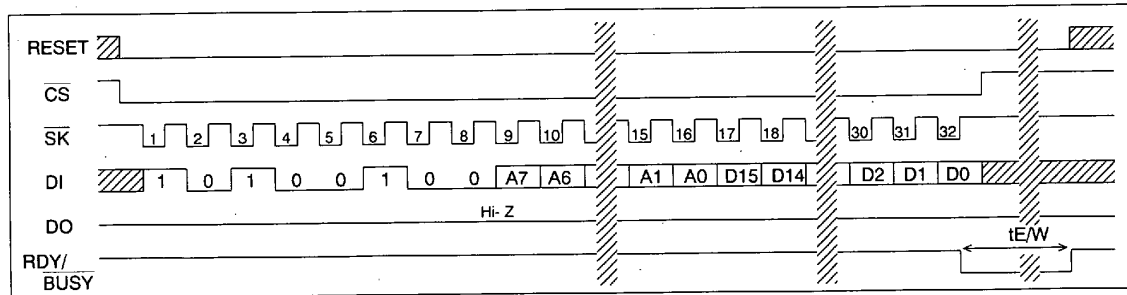 RESET
CS
SK 1 2 3 4 5 6 7 8 9 10 15 16 17 18 30 31 32
DI 1 0 1 0 0 1 0 0 A7 A6 A1 A0 D15 D14 D2 D1 D0
Hi-Z
DO
tE/W
RDY/
BUSY